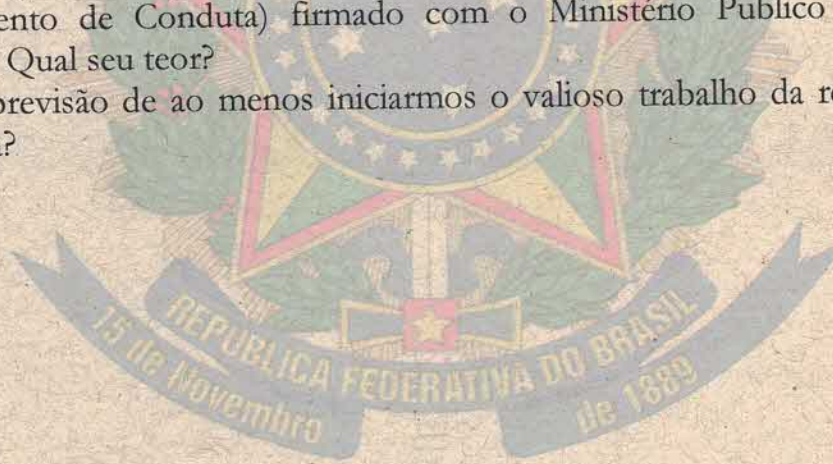 ento de Conduta) firmado com o Ministério Publico
Qual seu teor?
previsão de ao menos iniciarmos o valioso trabalho da
?
REPUBLICA FEDERATIVA DO BRASIL
15 de Novembro
de 1889